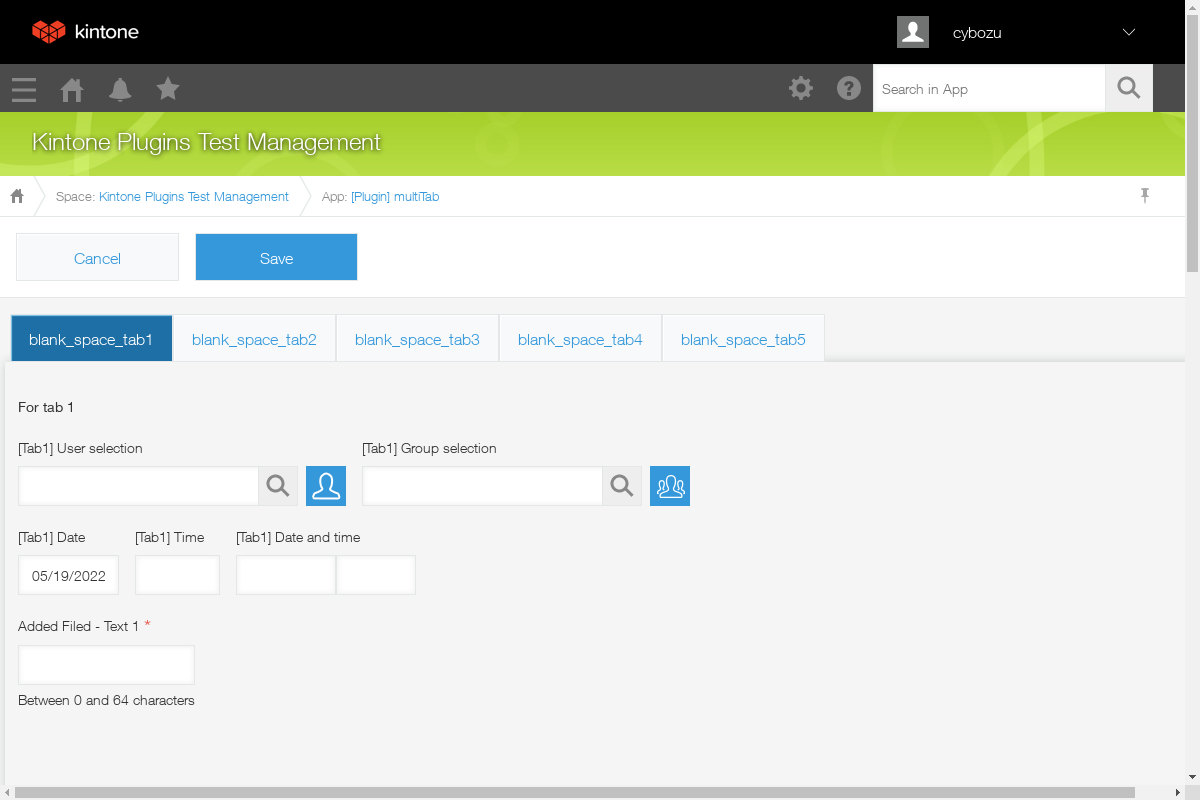 kintone
cybozu
Search in App
Kintone Plugins Test Management
Space: Kintone Plugins Test Management
App: [Plugin] multiTab
Cancel
Save
blank_space_tab1
blank_space_tab2
blank_space_tab3
blank_space_tab4
blank_space_tab5
For tab 1
[Tab1] User selection
[Tab1] Group selection
[Tab1] Date
[Tab1] Time
[Tab1] Date and time
05/19/2022
Added Filed - Text 1 *
Between 0 and 64 characters